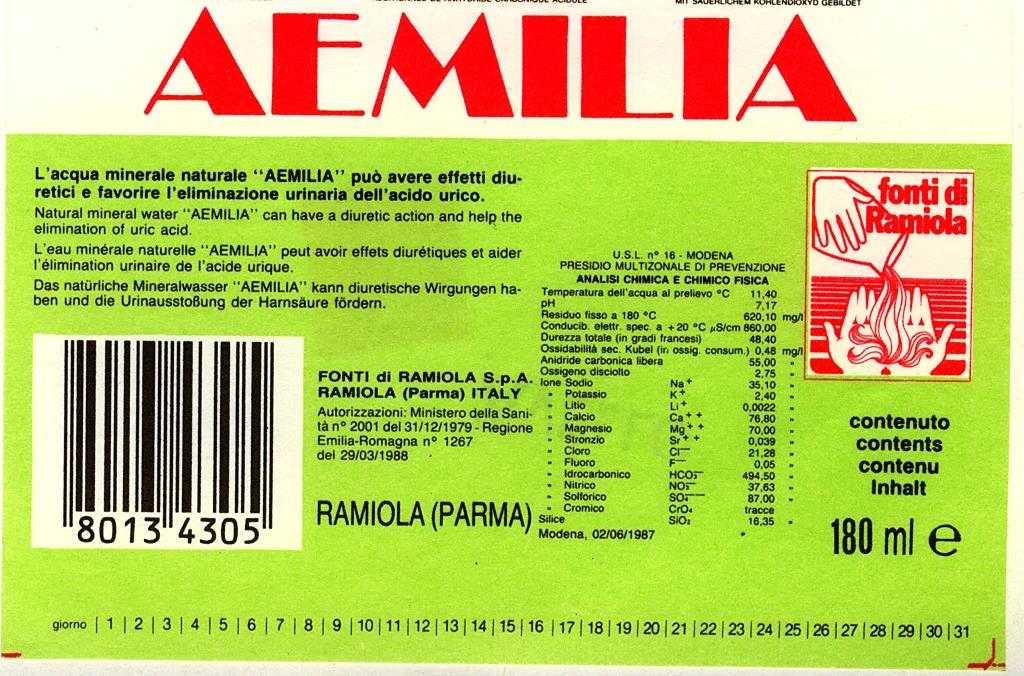 MIT SÄUERLICHEM KOHLENDIOXYD GEBILDET
AEMILIA
L'acqua minerale naturale "AEMILIA" può avere effetti diu-
retici e favorire l'eliminazione urinaria dell'acido urico.
Natural mineral water "AEMILIA" can have a diuretic action and help the
elimination of uric acid.
L'eau minérale naturelle "AEMILIA" peut avoir effets diurétiques et aider
l'élimination urinaire de l'acide urique.
Das natürliche Mineralwasser "AEMILIA" kann diuretische Wirgungen ha-
ben und die Urinausstoßung der Harnsäure fördern.
8013 4305
FONTI di RAMIOLA S.p.A.
RAMIOLA (Parma) ITALY
Autorizzazioni: Ministero della Sani-
tà n° 2001 del 31/12/1979 - Regione
Emilia-Romagna n° 1267
del 29/03/1988
RAMIOLA (PARMA)
U.S.L. n° 16 - MODENA
PRESIDIO MULTIZONALE DI PREVENZIONE
ANALISI CHIMICA E CHIMICO FISICA
Temperatura dell'acqua al prelievo °C 11,40
pH 7,17
Residuo fisso a 180 °C 620,10 mg/l
Conducib. elettr. spec. a +20 °C µS/cm 860,00
Durezza totale (in gradi francesi) 48,40
Ossidabilità sec. Kubel (in ossig. consum.) 0,48 mg/l
Anidride carbonica libera 55,00 "
Ossigeno disciolto 2,75 "
Ione Sodio Na+ 35,10 "
" Potassio K+ 2,40 "
" Litio Li+ 0,0022 "
" Calcio Ca++ 76,80 "
" Magnesio Mg++ 70,00 "
" Stronzio Sr++ 0,039 "
" Cloro Cl— 21,28 "
" Fluoro F— 0,05 "
" Idrocarbonico HCO3— 494,50 "
" Nitrico NO3— 37,63 "
" Solforico SO4—— 87,00 "
" Cromico CrO4 tracce
Silice SiO2 16,35 "
Modena, 02/06/1987 "
fonti di
Ramiola
contenuto
contents
contenu
Inhalt
180 ml e
giorno | 1 | 2 | 3 | 4 | 5 | 6 | 7 | 8 | 9 | 10 | 11 | 12 | 13 | 14 | 15 | 16 | 17 | 18 | 19 | 20 | 21 | 22 | 23 | 24 | 25 | 26 | 27 | 28 | 29 | 30 | 31